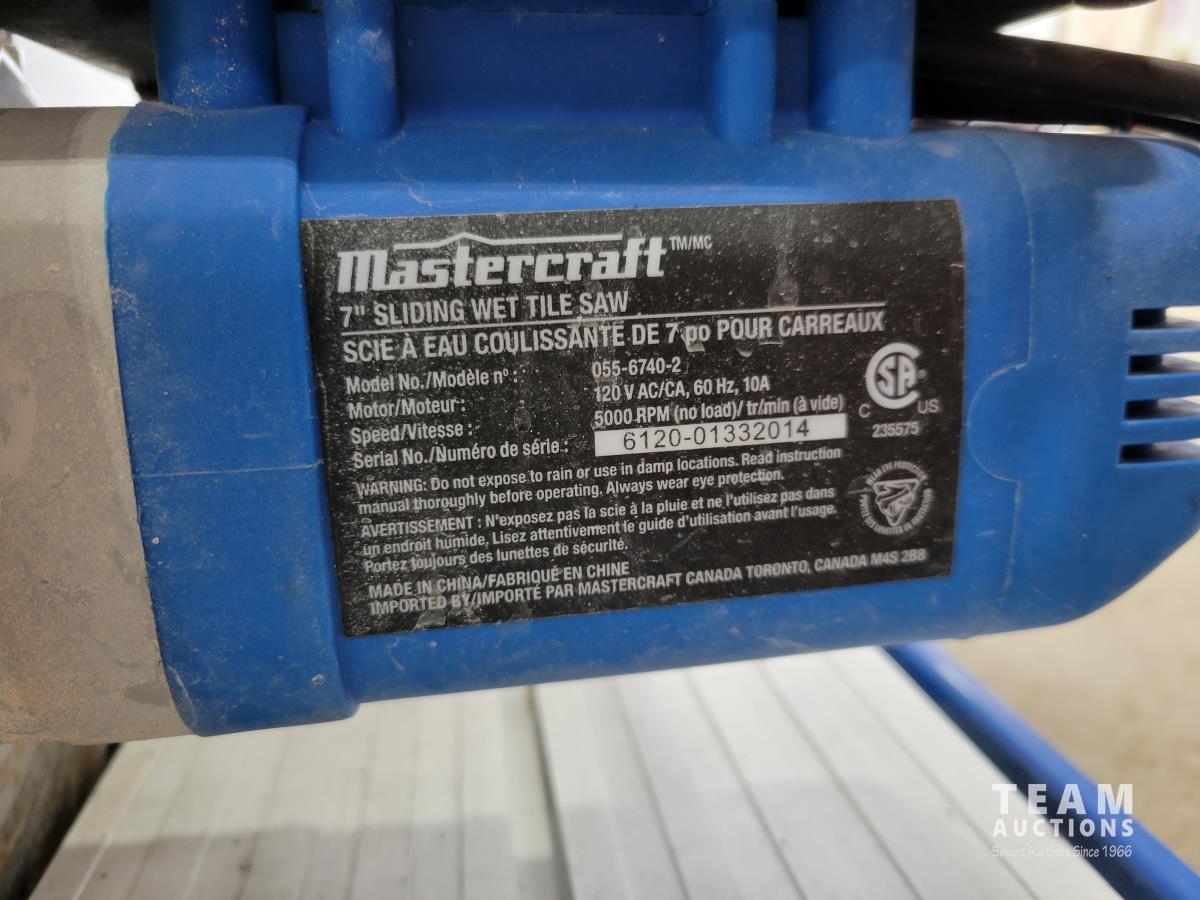 Mastercraft TM/MC
7" SLIDING WET TILE SAW
SCIE À EAU COULISSANTE DE 7 po POUR CARREAUX
Model No./Modèle nº : 055-6740-2
Motor/Moteur : 120 V AC/CA, 60 Hz, 10A
Speed/Vitesse : 5000 RPM (no load)/ tr/min (à vide)
Serial No./Numéro de série : 6120-01332014
CSA
C US
235575
WARNING: Do not expose to rain or use in damp locations. Read instruction
manual thoroughly before operating. Always wear eye protection.
AVERTISSEMENT : N'exposez pas la scie à la pluie et ne l'utilisez pas dans
un endroit humide. Lisez attentivement le guide d'utilisation avant l'usage.
Portez toujours des lunettes de sécurité.
WEAR EYE PROTECTION
MADE IN CHINA/FABRIQUÉ EN CHINE
IMPORTED BY/IMPORTÉ PAR MASTERCRAFT CANADA TORONTO, CANADA M4S 2B8
TEAM
AUCTIONS
Sekura Auctions Since 1966